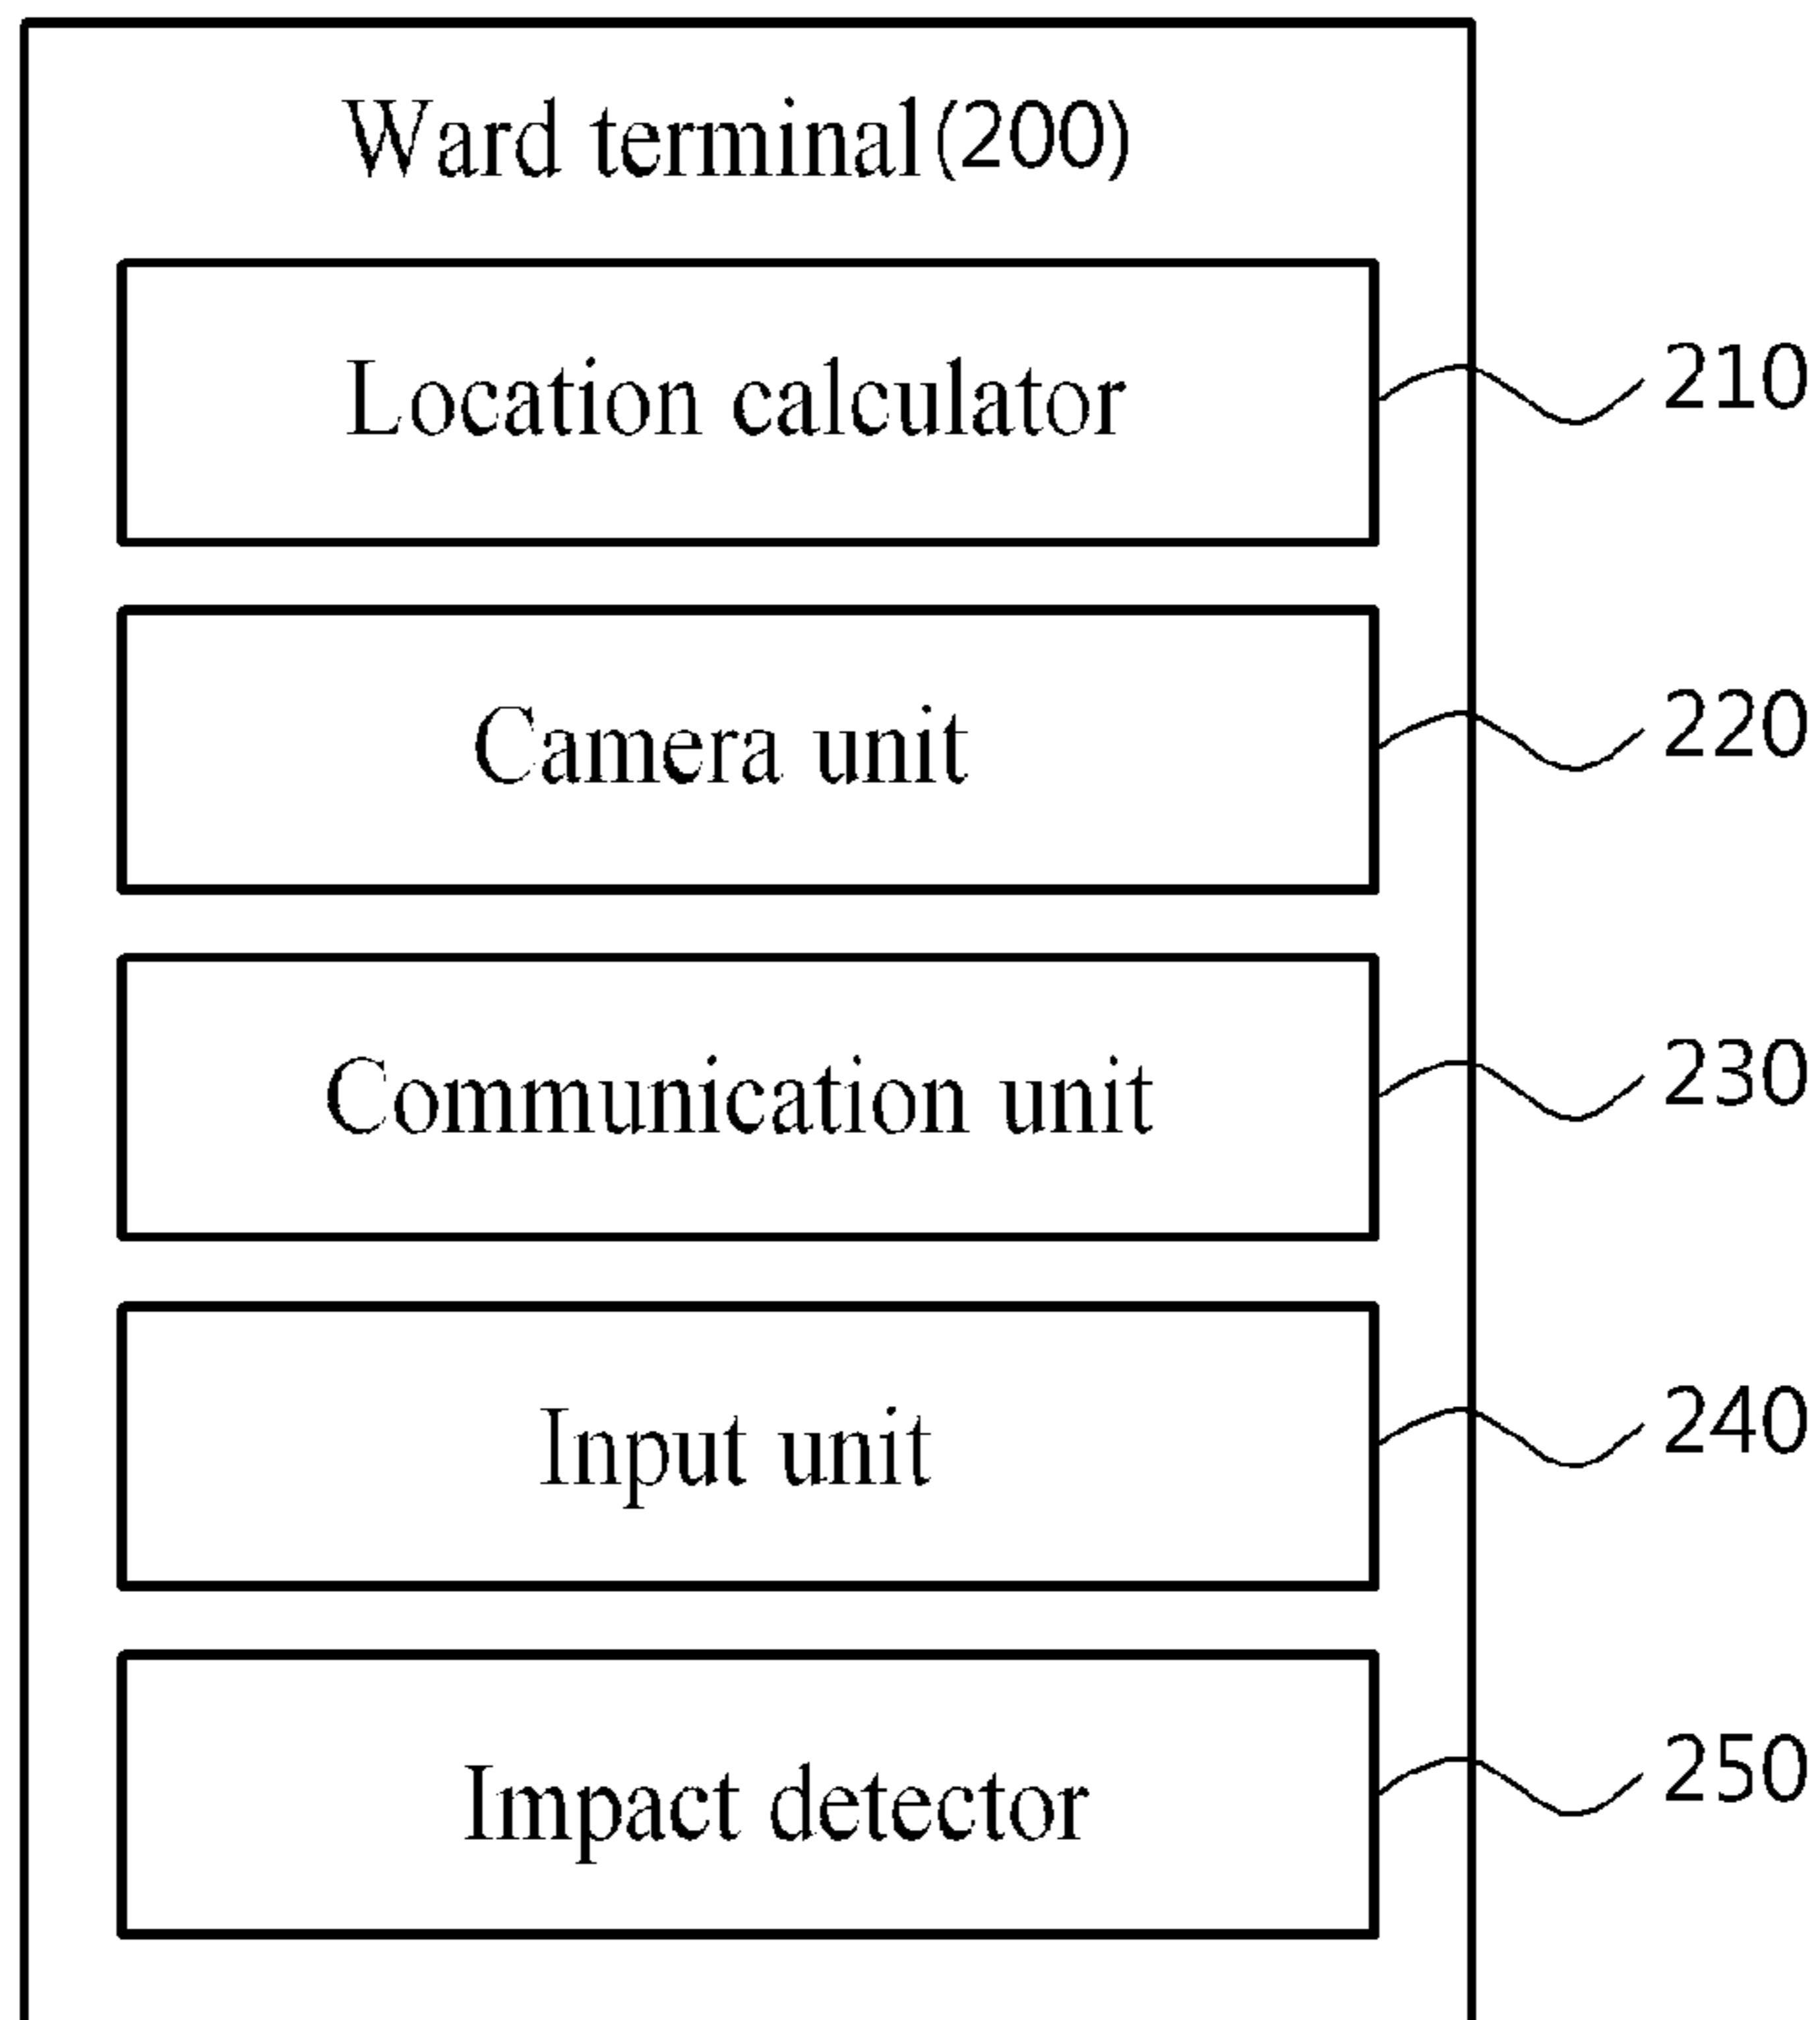 Ward terminal(200)
Location calculator
210
Camera unit
220
Communication unit
230
Input unit
240
Impact detector
250